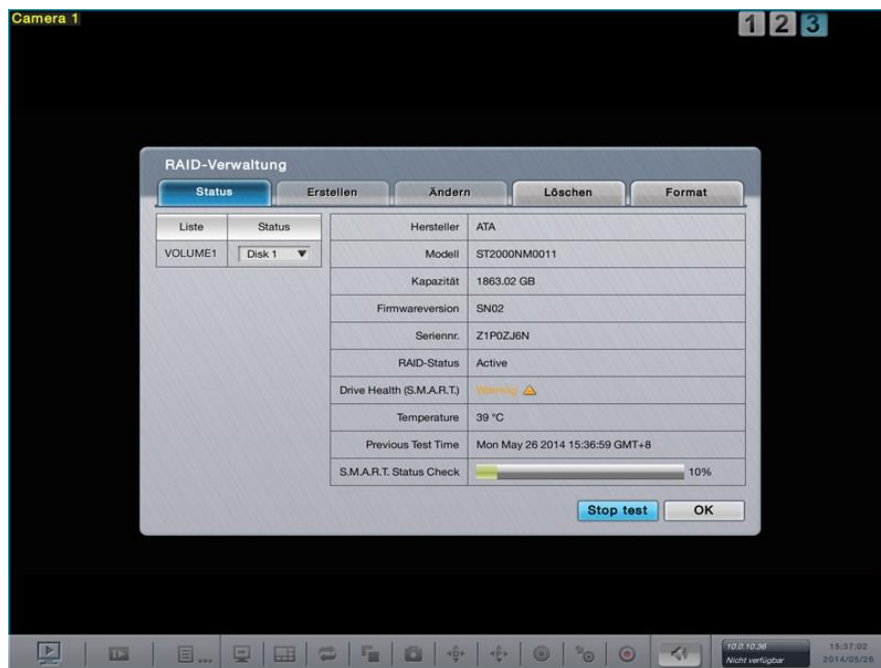 Camera 1
1 2 3
RAID-Verwaltung
Status Erstellen Ändern Löschen Format
Liste Status
VOLUME1 Disk 1
Hersteller ATA
Modell ST2000NM0011
Kapazität 1863.02 GB
Firmwareversion SN02
Seriennr. Z1P0ZJ6N
RAID-Status Active
Drive Health (S.M.A.R.T.) Warning
Temperature 39 °C
Previous Test Time Mon May 26 2014 15:36:59 GMT+8
S.M.A.R.T. Status Check 10%
Stop test OK
10.0.10.36
Nicht verfügbar
15:37:02
2014/05/26